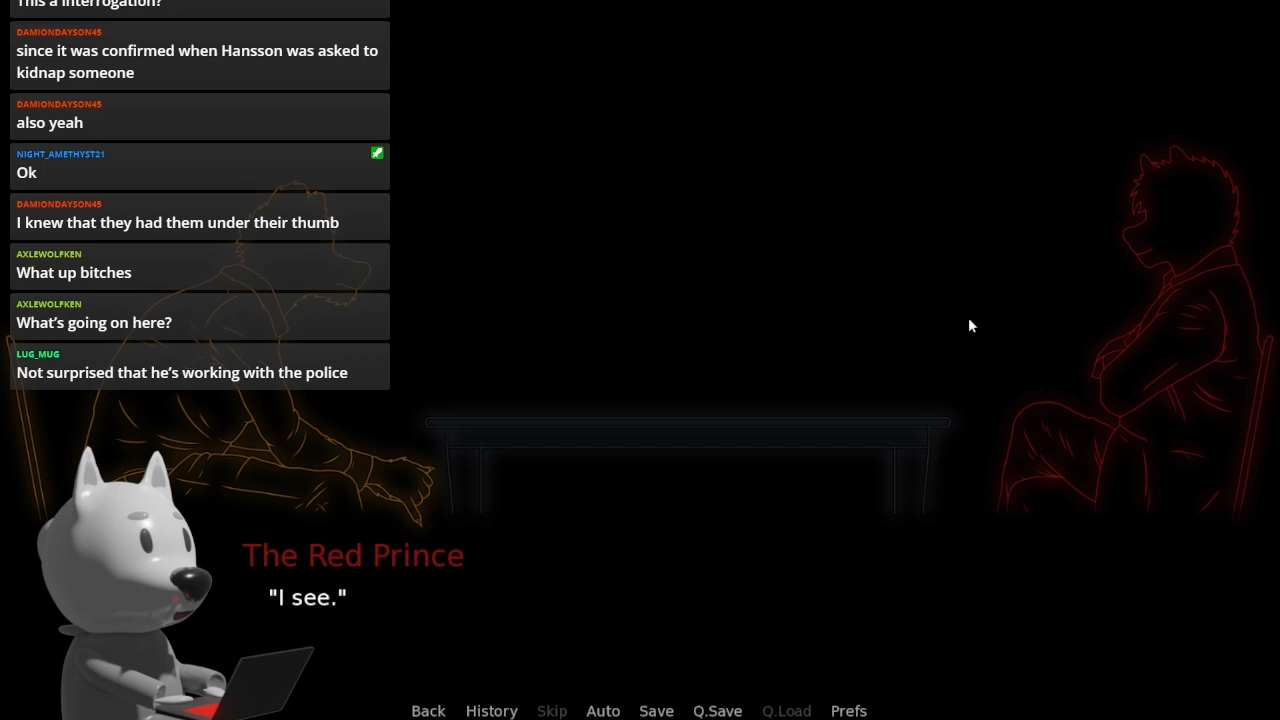 This a interrogation?
DAMIONDAYSON45
since it was confirmed when Hansson was asked to
kidnap someone
DAMIONDAYSON45
also yeah
NIGHT_AMETHYST21
Ok
DAMIONDAYSON45
I knew that they had them under their thumb
AXLEWOLFKEN
What up bitches
AXLEWOLFKEN
What's going on here?
LUG_MUG
Not surprised that he's working with the police
The Red Prince
"I see."
Back History Skip Auto Save Q.Save Q.Load Prefs